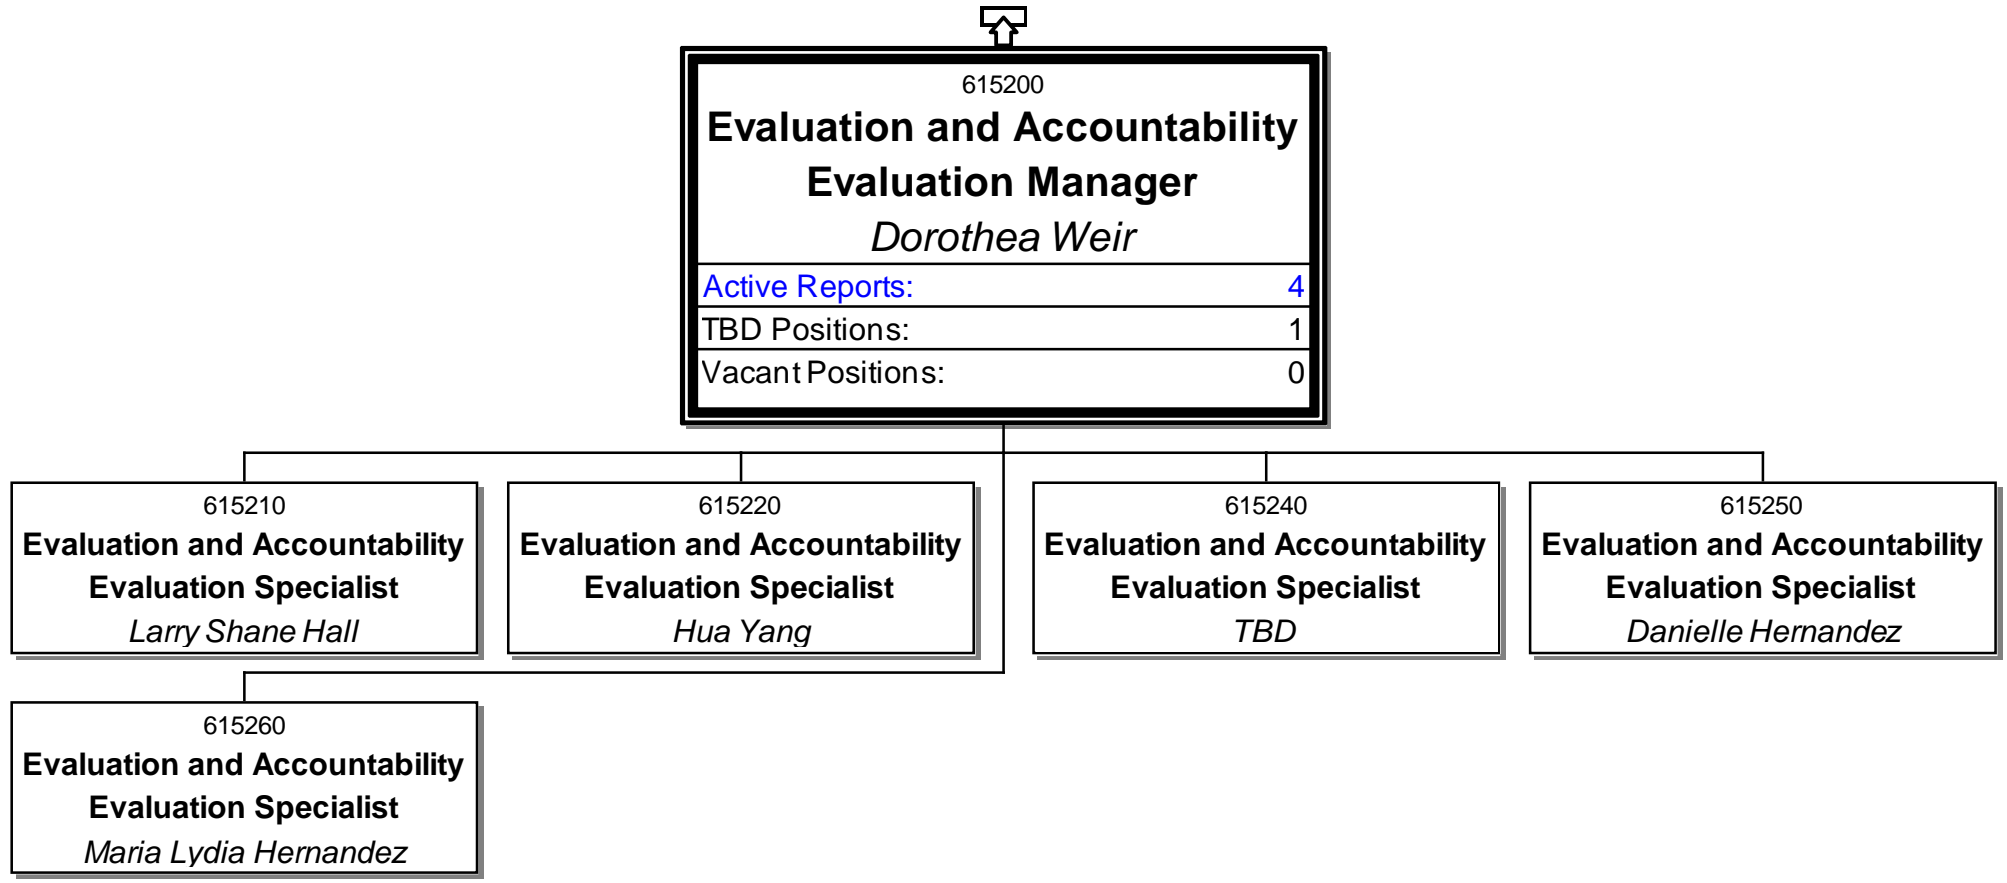 615200
Evaluation and Accountability
Evaluation Manager
Dorothea Weir
Active Reports: 4
TBD Positions: 1
Vacant Positions: 0
615210
Evaluation and Accountability
Evaluation Specialist
Larry Shane Hall
615220
Evaluation and Accountability
Evaluation Specialist
Hua Yang
615240
Evaluation and Accountability
Evaluation Specialist
TBD
615250
Evaluation and Accountability
Evaluation Specialist
Danielle Hernandez
615260
Evaluation and Accountability
Evaluation Specialist
Maria Lydia Hernandez